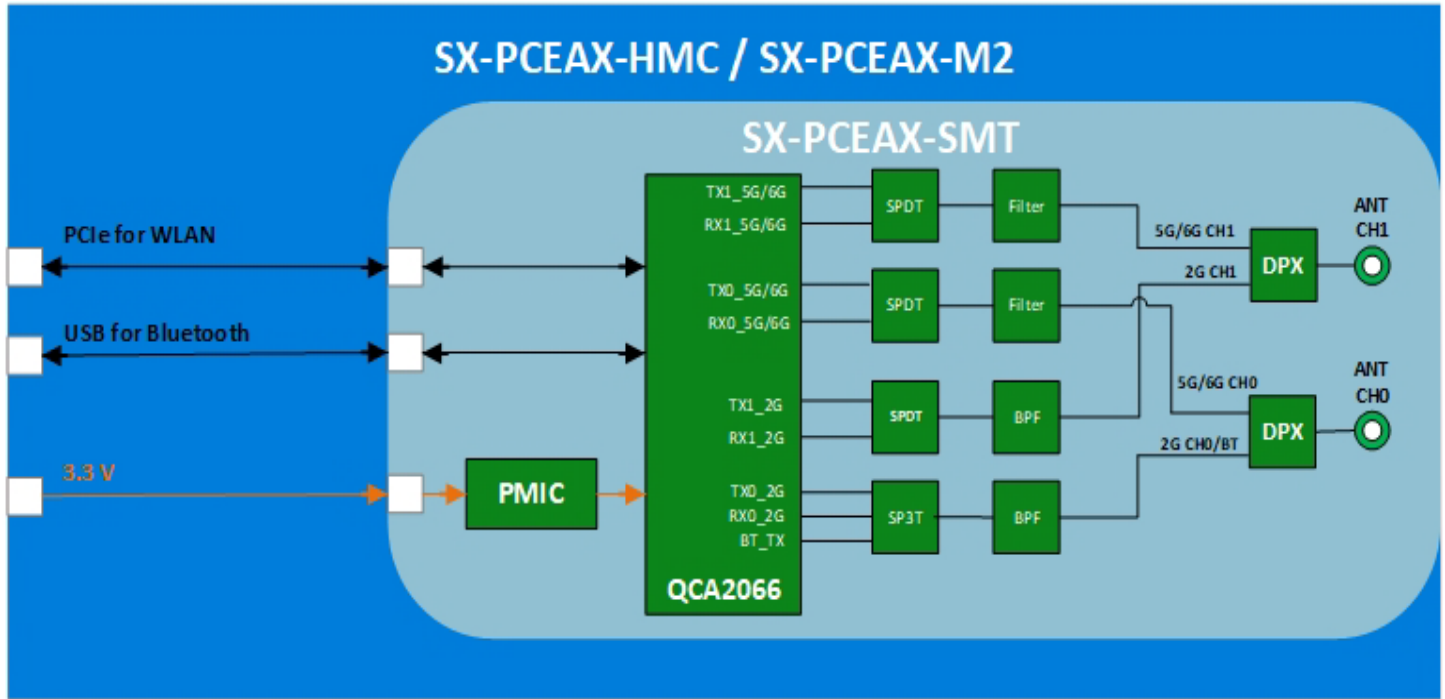 SX-PCEAX-HMC / SX-PCEAX-M2
SX-PCEAX-SMT
PCIe for WLAN
USB for Bluetooth
3.3 V
PMIC
TX1_5G/6G
RX1_5G/6G
TX0_5G/6G
RX0_5G/6G
TX1_2G
RX1_2G
TX0_2G
RX0_2G
BT_TX
QCA2066
SPDT
Filter
SPDT
Filter
SPDT
BPF
SP3T
BPF
5G/6G CH1
2G CH1
DPX
ANT
CH1
5G/6G CH0
2G CH0/BT
DPX
ANT
CH0